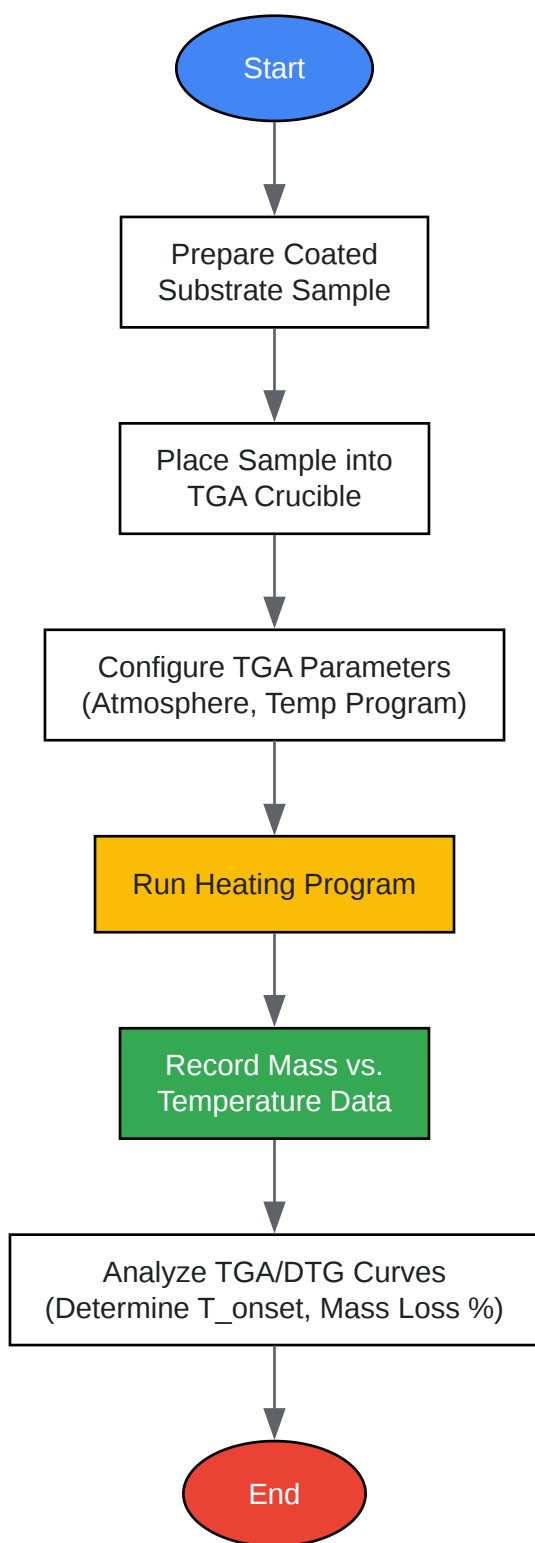 Start
Prepare Coated
Substrate Sample
Place Sample into
TGA Crucible
Configure TGA Parameters
(Atmosphere, Temp Program)
Run Heating Program
Record Mass vs.
Temperature Data
Analyze TGA/DTG Curves
(Determine T_onset, Mass Loss %)
End